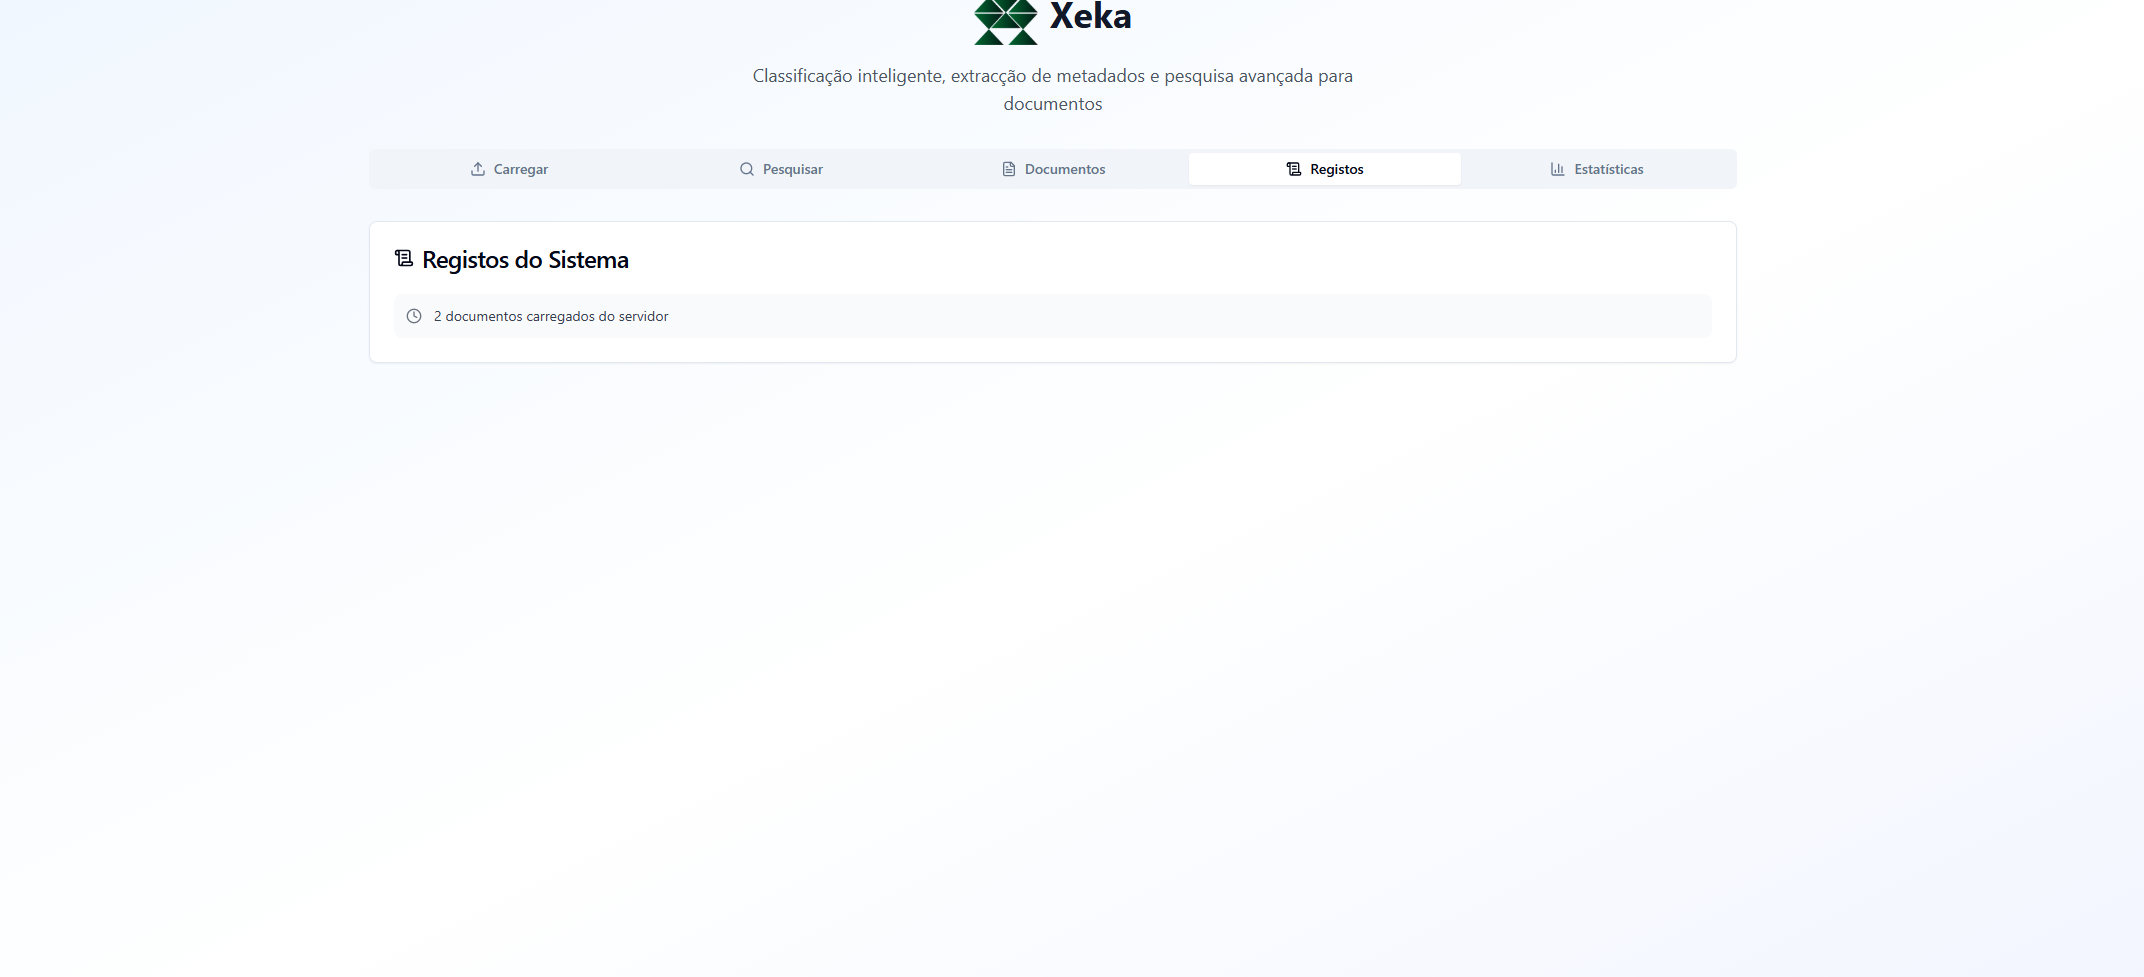 Xeka
Classificação inteligente, extracção de metadados e pesquisa avançada para
documentos
Carregar
Pesquisar
Documentos
Registos
Estatísticas
Registos do Sistema
2 documentos carregados do servidor